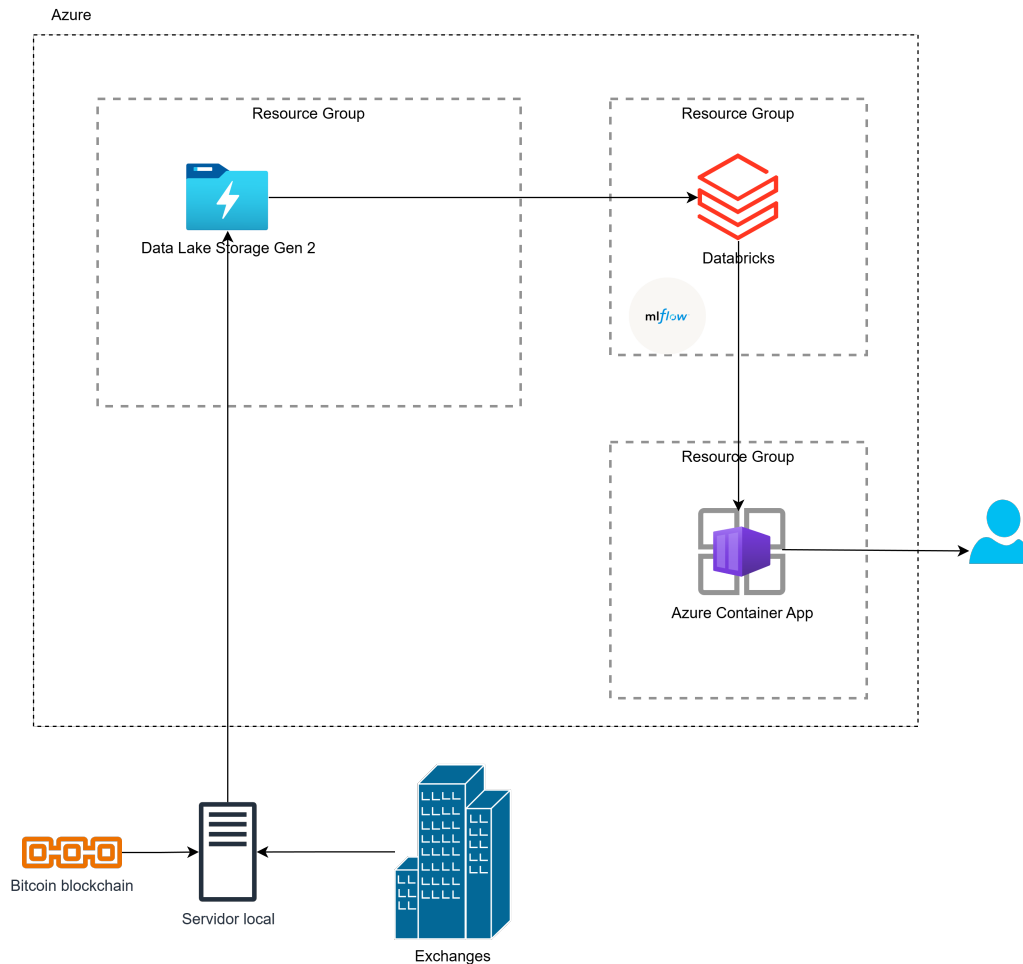 Azure
Resource Group
Resource Group
Data Lake Storage Gen 2
Databricks
mlflow
Resource Group
Azure Container App
Bitcoin blockchain
Servidor local
Exchanges